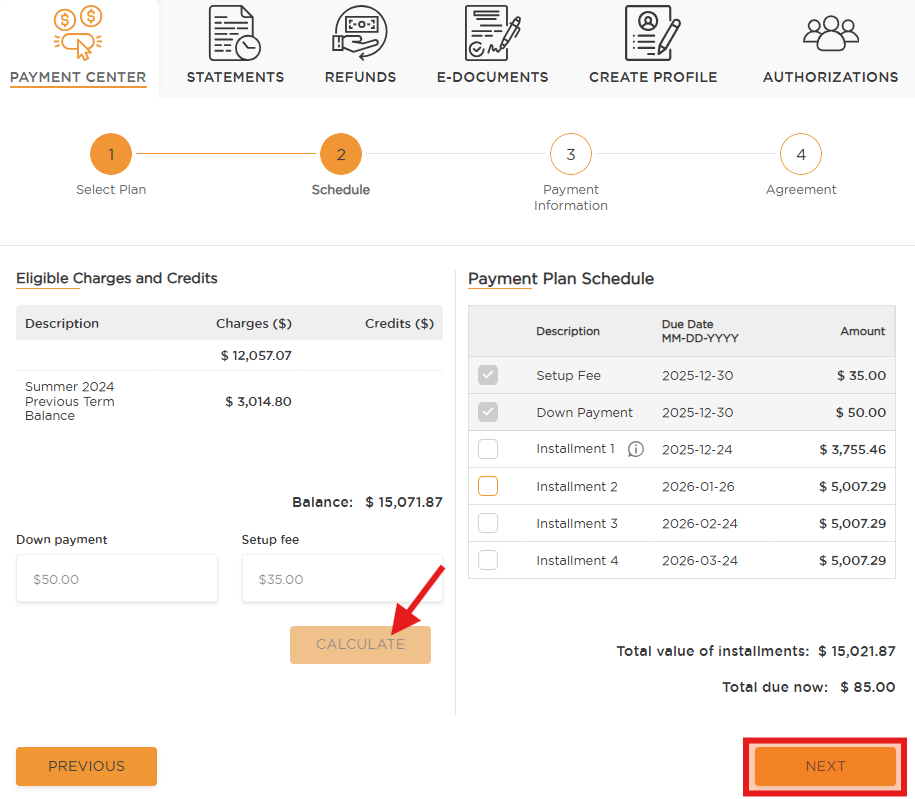 PAYMENT CENTER
STATEMENTS
REFUNDS
E-DOCUMENTS
CREATE PROFILE
AUTHORIZATIONS
1
2
3
4
Select Plan
Schedule
Payment
Information
Agreement
Eligible Charges and Credits
Description Charges ($) Credits ($)
$ 12,057.07
Summer 2024
Previous Term
Balance
$ 3,014.80
Balance: $ 15,071.87
Down payment
Setup fee
$50.00
$35.00
CALCULATE
Payment Plan Schedule
Description
Due Date
MM-DD-YYYY
Amount
Setup Fee 2025-12-30 $ 35.00
Down Payment 2025-12-30 $ 50.00
Installment 1 2025-12-24 $ 3,755.46
Installment 2 2026-01-26 $ 5,007.29
Installment 3 2026-02-24 $ 5,007.29
Installment 4 2026-03-24 $ 5,007.29
Total value of installments: $ 15,021.87
Total due now: $ 85.00
PREVIOUS
NEXT